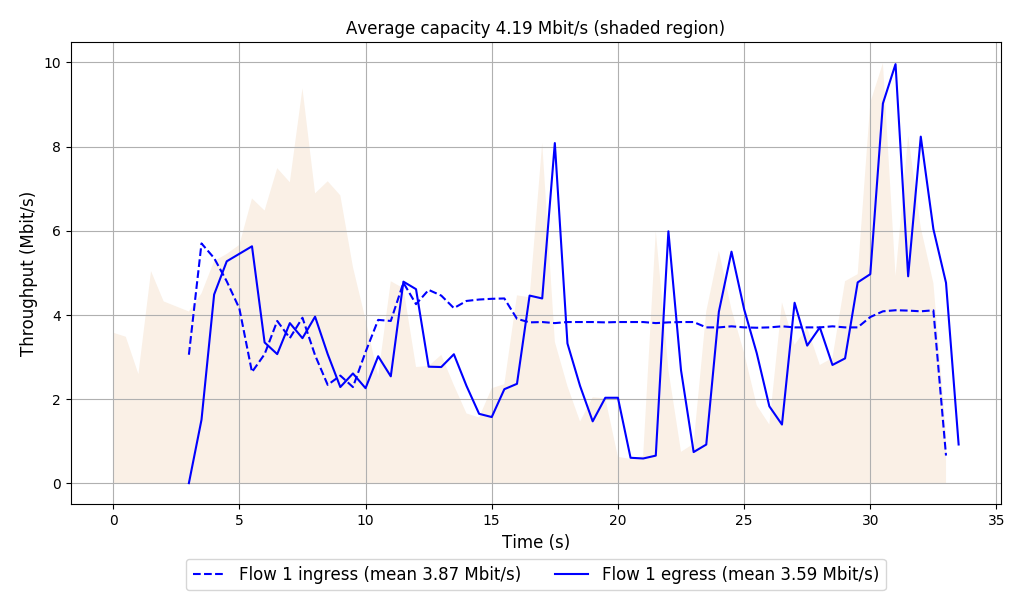 Average capacity 4.19 Mbit/s (shaded region)
Throughput (Mbit/s)
10
8
6
4
2
0
0 5 10 15 20 25 30 35
Time (s)
Flow 1 ingress (mean 3.87 Mbit/s) Flow 1 egress (mean 3.59 Mbit/s)